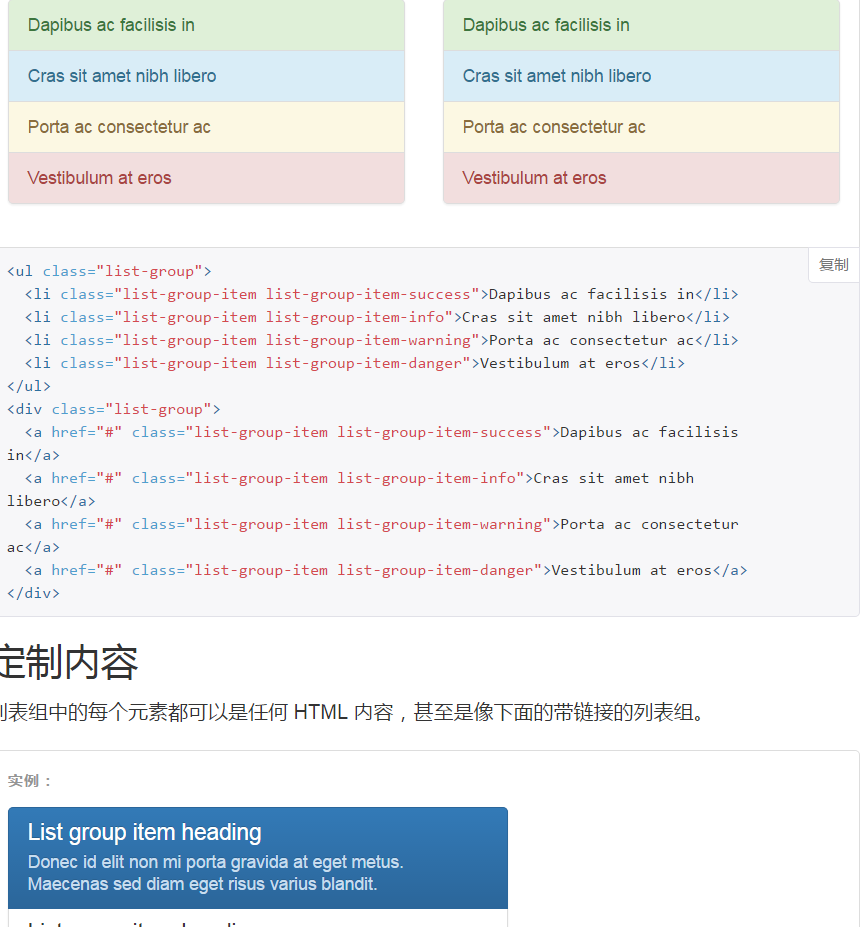 Dapibus ac facilisis in
Cras sit amet nibh libero
Porta ac consectetur ac
Vestibulum at eros
Dapibus ac facilisis in
Cras sit amet nibh libero
Porta ac consectetur ac
Vestibulum at eros
复制
<ul class="list-group">
  <li class="list-group-item list-group-item-success">Dapibus ac facilisis in</li>
  <li class="list-group-item list-group-item-info">Cras sit amet nibh libero</li>
  <li class="list-group-item list-group-item-warning">Porta ac consectetur ac</li>
  <li class="list-group-item list-group-item-danger">Vestibulum at eros</li>
</ul>
<div class="list-group">
  <a href="#" class="list-group-item list-group-item-success">Dapibus ac facilisis
in</a>
  <a href="#" class="list-group-item list-group-item-info">Cras sit amet nibh
libero</a>
  <a href="#" class="list-group-item list-group-item-warning">Porta ac consectetur
ac</a>
  <a href="#" class="list-group-item list-group-item-danger">Vestibulum at eros</a>
</div>
定制内容
列表组中的每个元素都可以是任何 HTML 内容，甚至是像下面的带链接的列表组。
实例：
List group item heading
Donec id elit non mi porta gravida at eget metus.
Maecenas sed diam eget risus varius blandit.